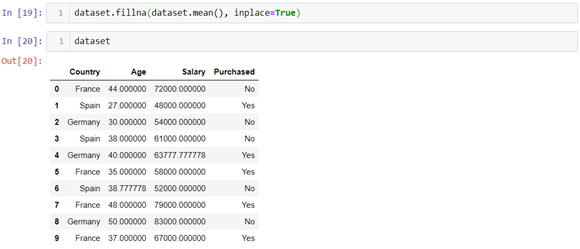 In [19]: 1 dataset.fillna(dataset.mean(), inplace=True)
In [20]: 1 dataset
Out[20]:
Country Age Salary Purchased
0 France 44.000000 72000.000000 No
1 Spain 27.000000 48000.000000 Yes
2 Germany 30.000000 54000.000000 No
3 Spain 38.000000 61000.000000 No
4 Germany 40.000000 63777.777778 Yes
5 France 35.000000 58000.000000 Yes
6 Spain 38.777778 52000.000000 No
7 France 48.000000 79000.000000 Yes
8 Germany 50.000000 83000.000000 No
9 France 37.000000 67000.000000 Yes